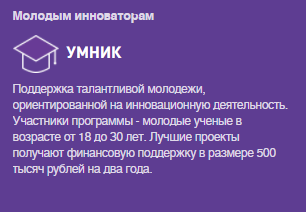 Молодым инноваторам
УМНИК
Поддержка талантливой молодежи,
ориентированной на инновационную деятельность.
Участники программы - молодые ученые в
возрасте от 18 до 30 лет. Лучшие проекты
получают финансовую поддержку в размере 500
тысяч рублей на два года.